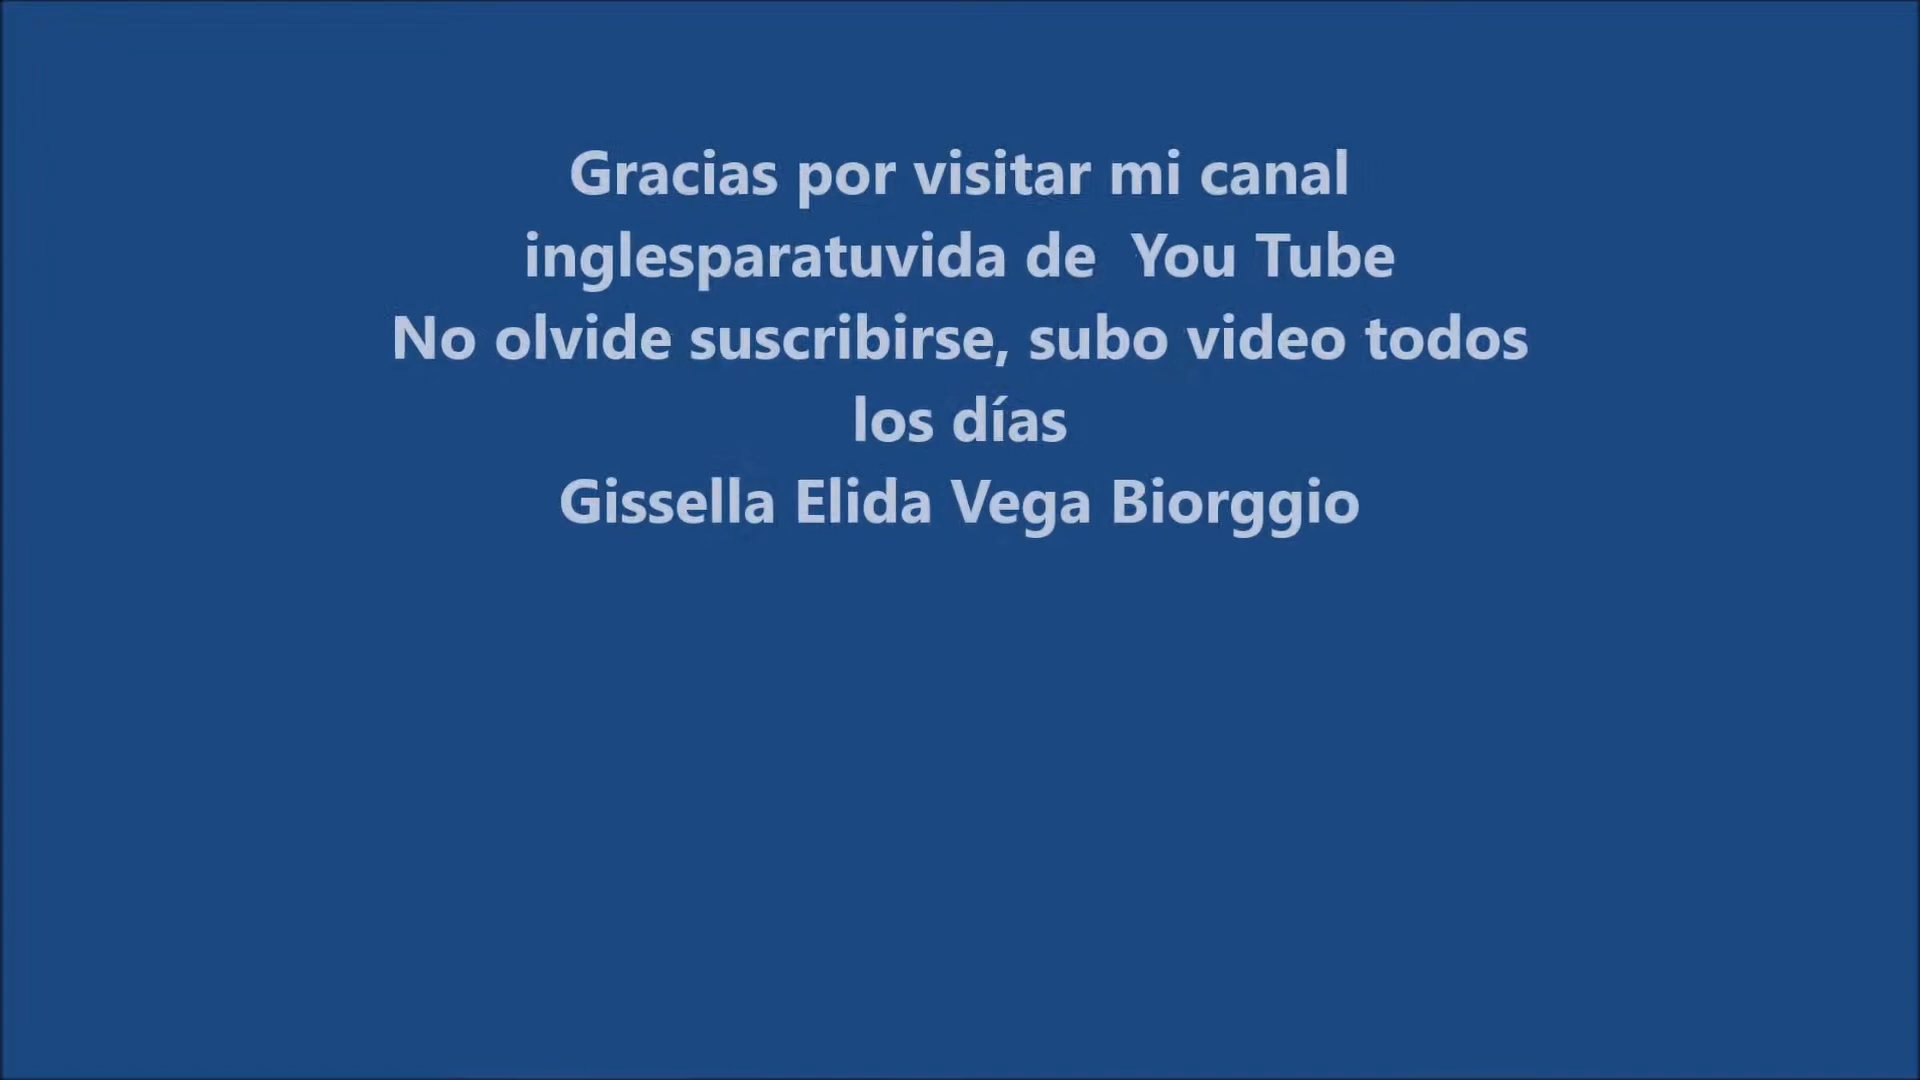 Gracias por visitar mi canal
inglesparatuvida de  You Tube
No olvide suscribirse, subo video todos
los días
Gissella Elida Vega Biorggio